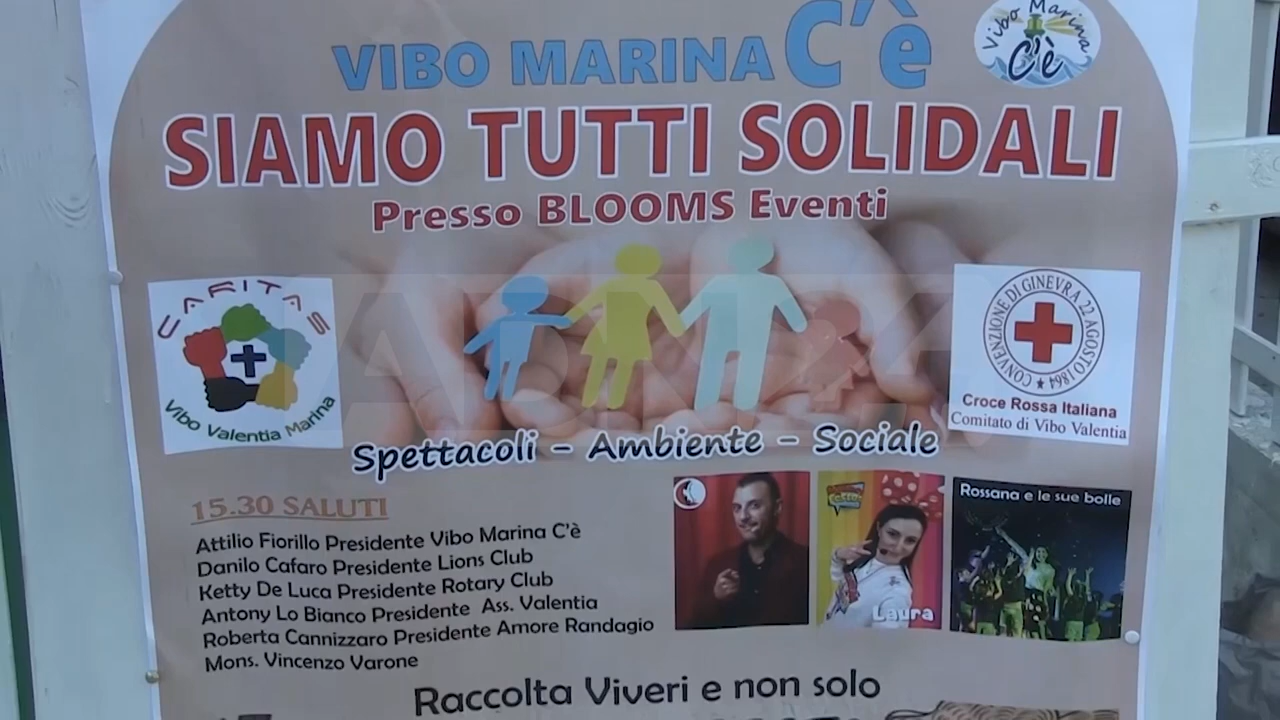 VIBO MARINA C'è
Vibo Marina
C'è
SIAMO TUTTI SOLIDALI
Presso BLOOMS Eventi
CARITAS
Vibo Valentia Marina
CONVENZIONE DI GINEVRA 22 AGOSTO 1864
Croce Rossa Italiana
Comitato di Vibo Valentia
ADN24
Spettacoli - Ambiente - Sociale
15.30 SALUTI
Attilio Fiorillo Presidente Vibo Marina C'è
Danilo Cafaro Presidente Lions Club
Ketty De Luca Presidente Rotary Club
Antony Lo Bianco Presidente Ass. Valentia
Roberta Cannizzaro Presidente Amore Randagio
Mons. Vincenzo Varone
Laura
Rossana e le sue bolle
Raccolta Viveri e non solo